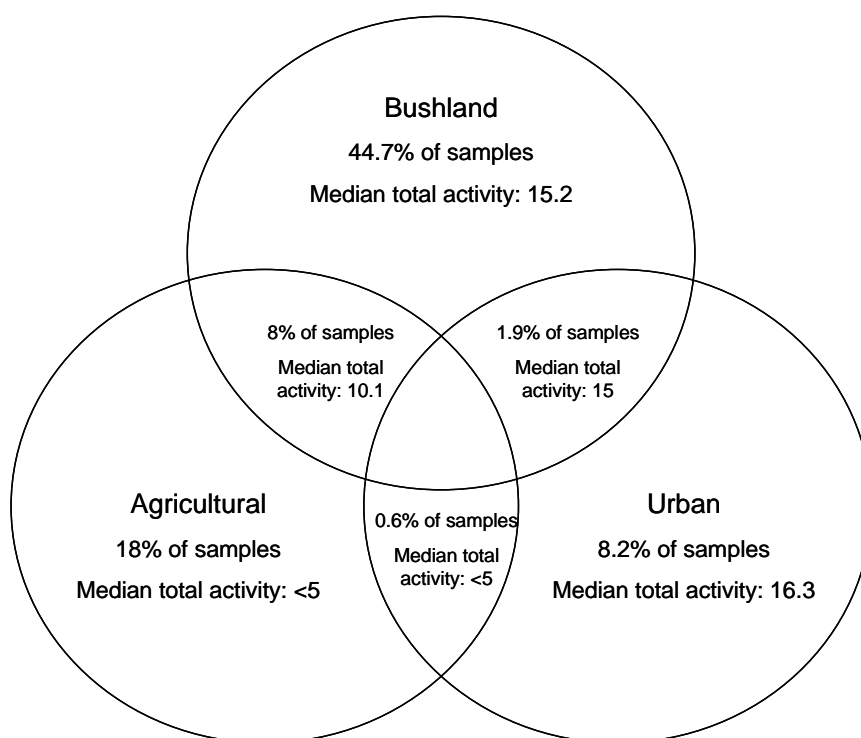 Bushland
44.7% of samples
Median total activity: 15.2
8% of samples
Median total
activity: 10.1
1.9% of samples
Median total
activity: 15
Agricultural
18% of samples
Median total activity: <5
0.6% of samples
Median total
activity: <5
Urban
8.2% of samples
Median total activity: 16.3